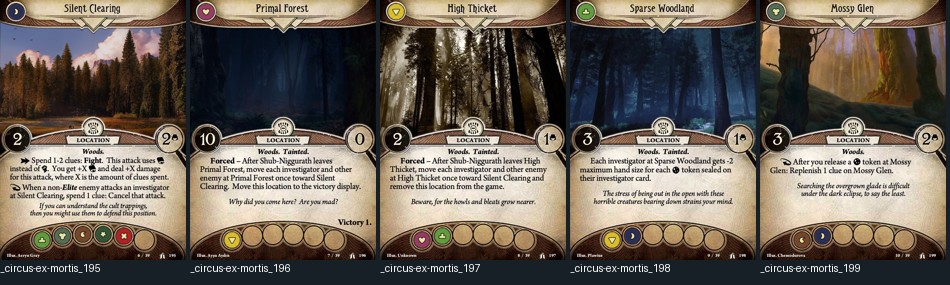 Silent Clearing
2
2
LOCATION
Woods.
Spend 1-2 clues: Fight. This attack uses
instead of. You get +X and deal +X damage
for this attack, where X is the amount of clues spent.
When a non-Elite enemy attacks an investigator
at Silent Clearing, spend 1 clue: Cancel that attack.
If you can understand the cult trappings,
then you might use them to defend this position.
195
_circus-ex-mortis_195
Primal Forest
10
0
LOCATION
Woods. Tainted.
Forced – After Shub-Niggurath leaves
Primal Forest, move each investigator and other
enemy at Primal Forest once toward Silent
Clearing. Move this location to the victory display.
Why did you come here? Are you mad?
Victory 1.
196
_circus-ex-mortis_196
High Thicket
2
1
LOCATION
Woods. Tainted.
Forced – After Shub-Niggurath leaves High
Thicket, move each investigator and other enemy
at High Thicket once toward Silent Clearing and
remove this location from the game.
Beware, for the howls and bleats grow nearer.
Illus. Unknown
197
_circus-ex-mortis_197
Sparse Woodland
3
1
LOCATION
Woods. Tainted.
Each investigator at Sparse Woodland gets -2
maximum hand size for each token sealed on
their investigator card.
The stress of being out in the open with these
horrible creatures bearing down strains your mind.
198
_circus-ex-mortis_198
Mossy Glen
3
2
LOCATION
Woods. Tainted.
After you release a token at Mossy
Glen: Replenish 1 clue on Mossy Glen.
Searching the overgrown glade is difficult
under the dark eclipse, to say the least.
199
_circus-ex-mortis_199